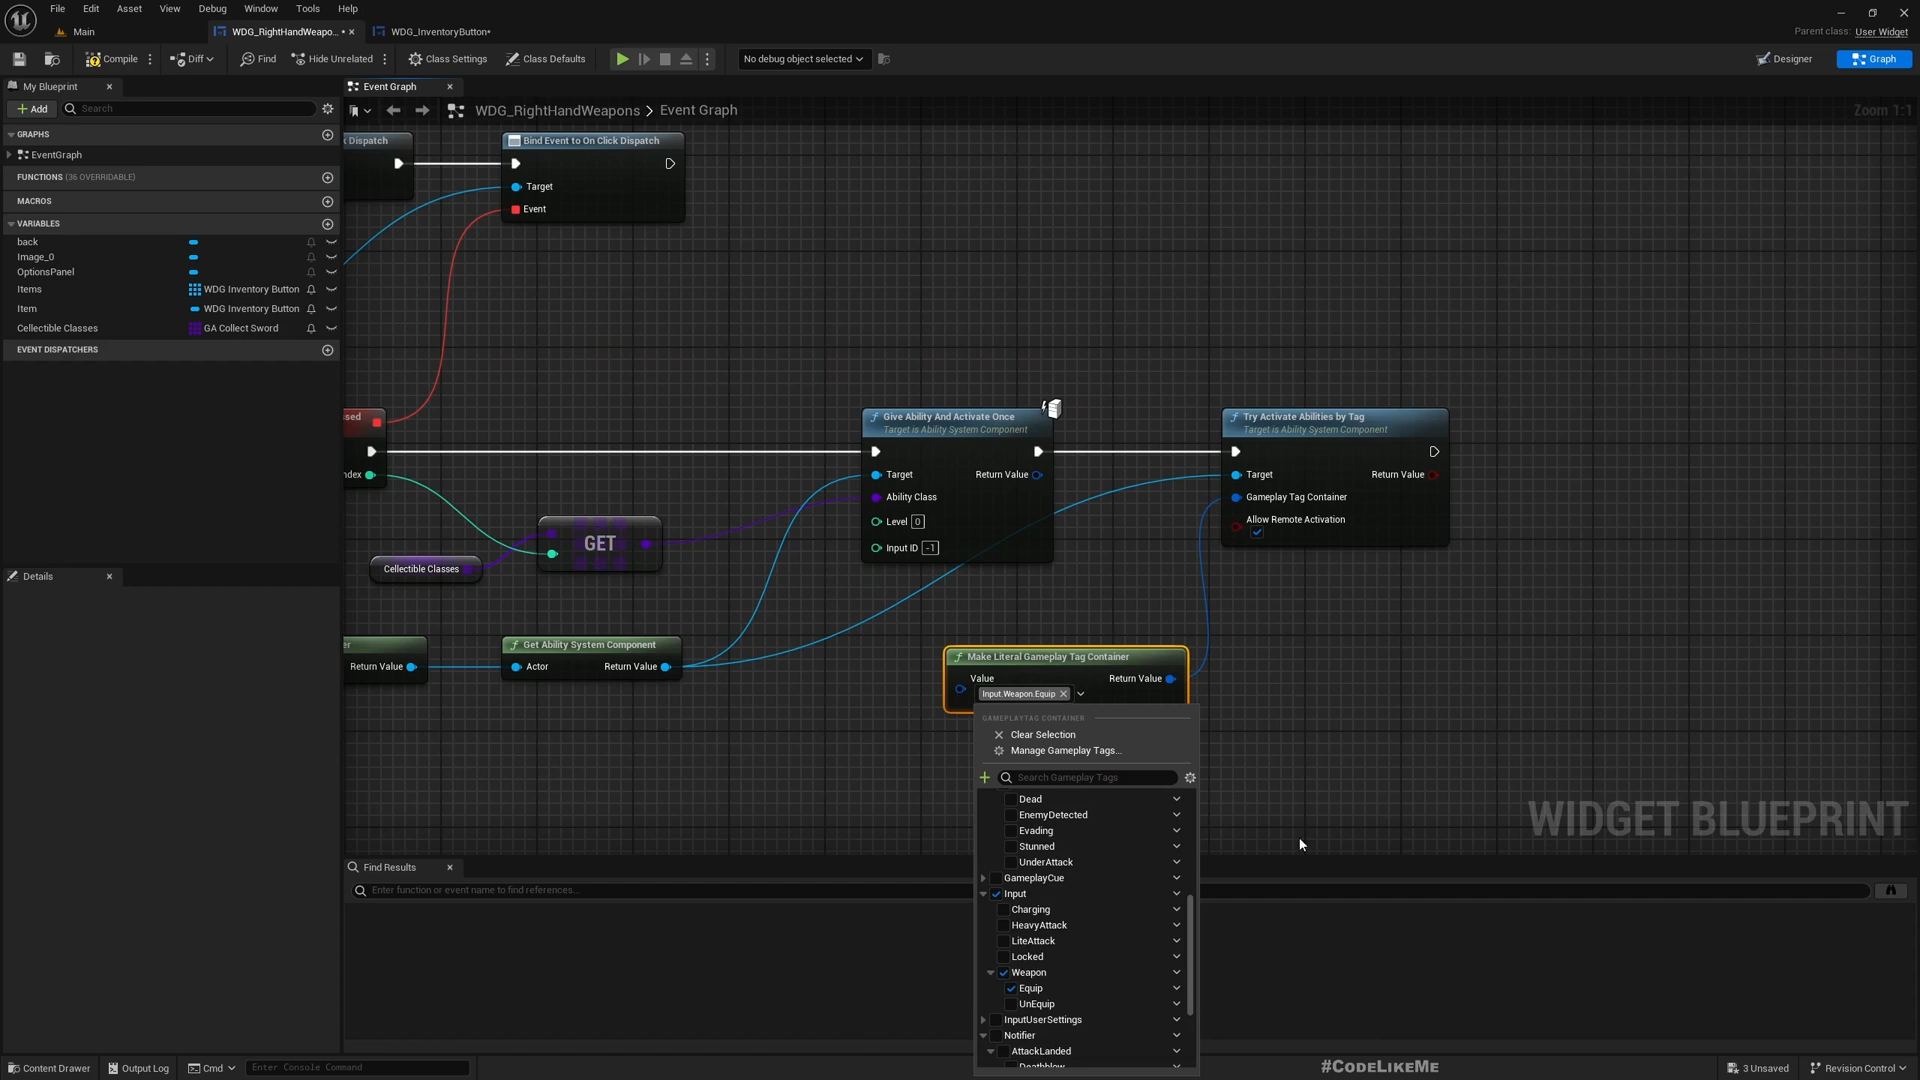 File Edit Asset View Window Debug Tools Help
Main
WDG_RightHandWeapo... •
WDG_InventoryButton•
Parent class: User Widget
Compile
Diff
Find
Hide Unrelated
Class Settings
Class Defaults
No debug object selected
Designer
Graph
My Blueprint
Add
Search
GRAPHS
EventGraph
FUNCTIONS (36 OVERRIDABLE)
MACROS
VARIABLES
back
Image_0
OptionsPanel
Items WDG Inventory Button
Item WDG Inventory Button
Cellectible Classes GA Collect Sword
EVENT DISPATCHERS
Details
Event Graph
WDG_RightHandWeapons > Event Graph
Zoom 1:1
k Dispatch
Bind Event to On Click Dispatch
Target
Event
ssed
ndex
Cellectible Classes
GET
Give Ability And Activate Once
Target is Ability System Component
Target Return Value
Ability Class
Level 0
Input ID -1
Try Activate Abilities by Tag
Target is Ability System Component
Target Return Value
Gameplay Tag Container
Allow Remote Activation
er
Return Value
Get Ability System Component
Actor Return Value
Make Literal Gameplay Tag Container
Value Return Value
Input.Weapon.Equip
GAMEPLAYTAG CONTAINER
Clear Selection
Manage Gameplay Tags...
Search Gameplay Tags
Dead
EnemyDetected
Evading
Stunned
UnderAttack
GameplayCue
Input
Charging
HeavyAttack
LiteAttack
Locked
Weapon
Equip
UnEquip
InputUserSettings
Notifier
AttackLanded
Deathblow
WIDGET BLUEPRINT
Find Results
Enter function or event name to find references...
Content Drawer
Output Log
Cmd
Enter Console Command
#CodeLikeMe
3 Unsaved
Revision Control